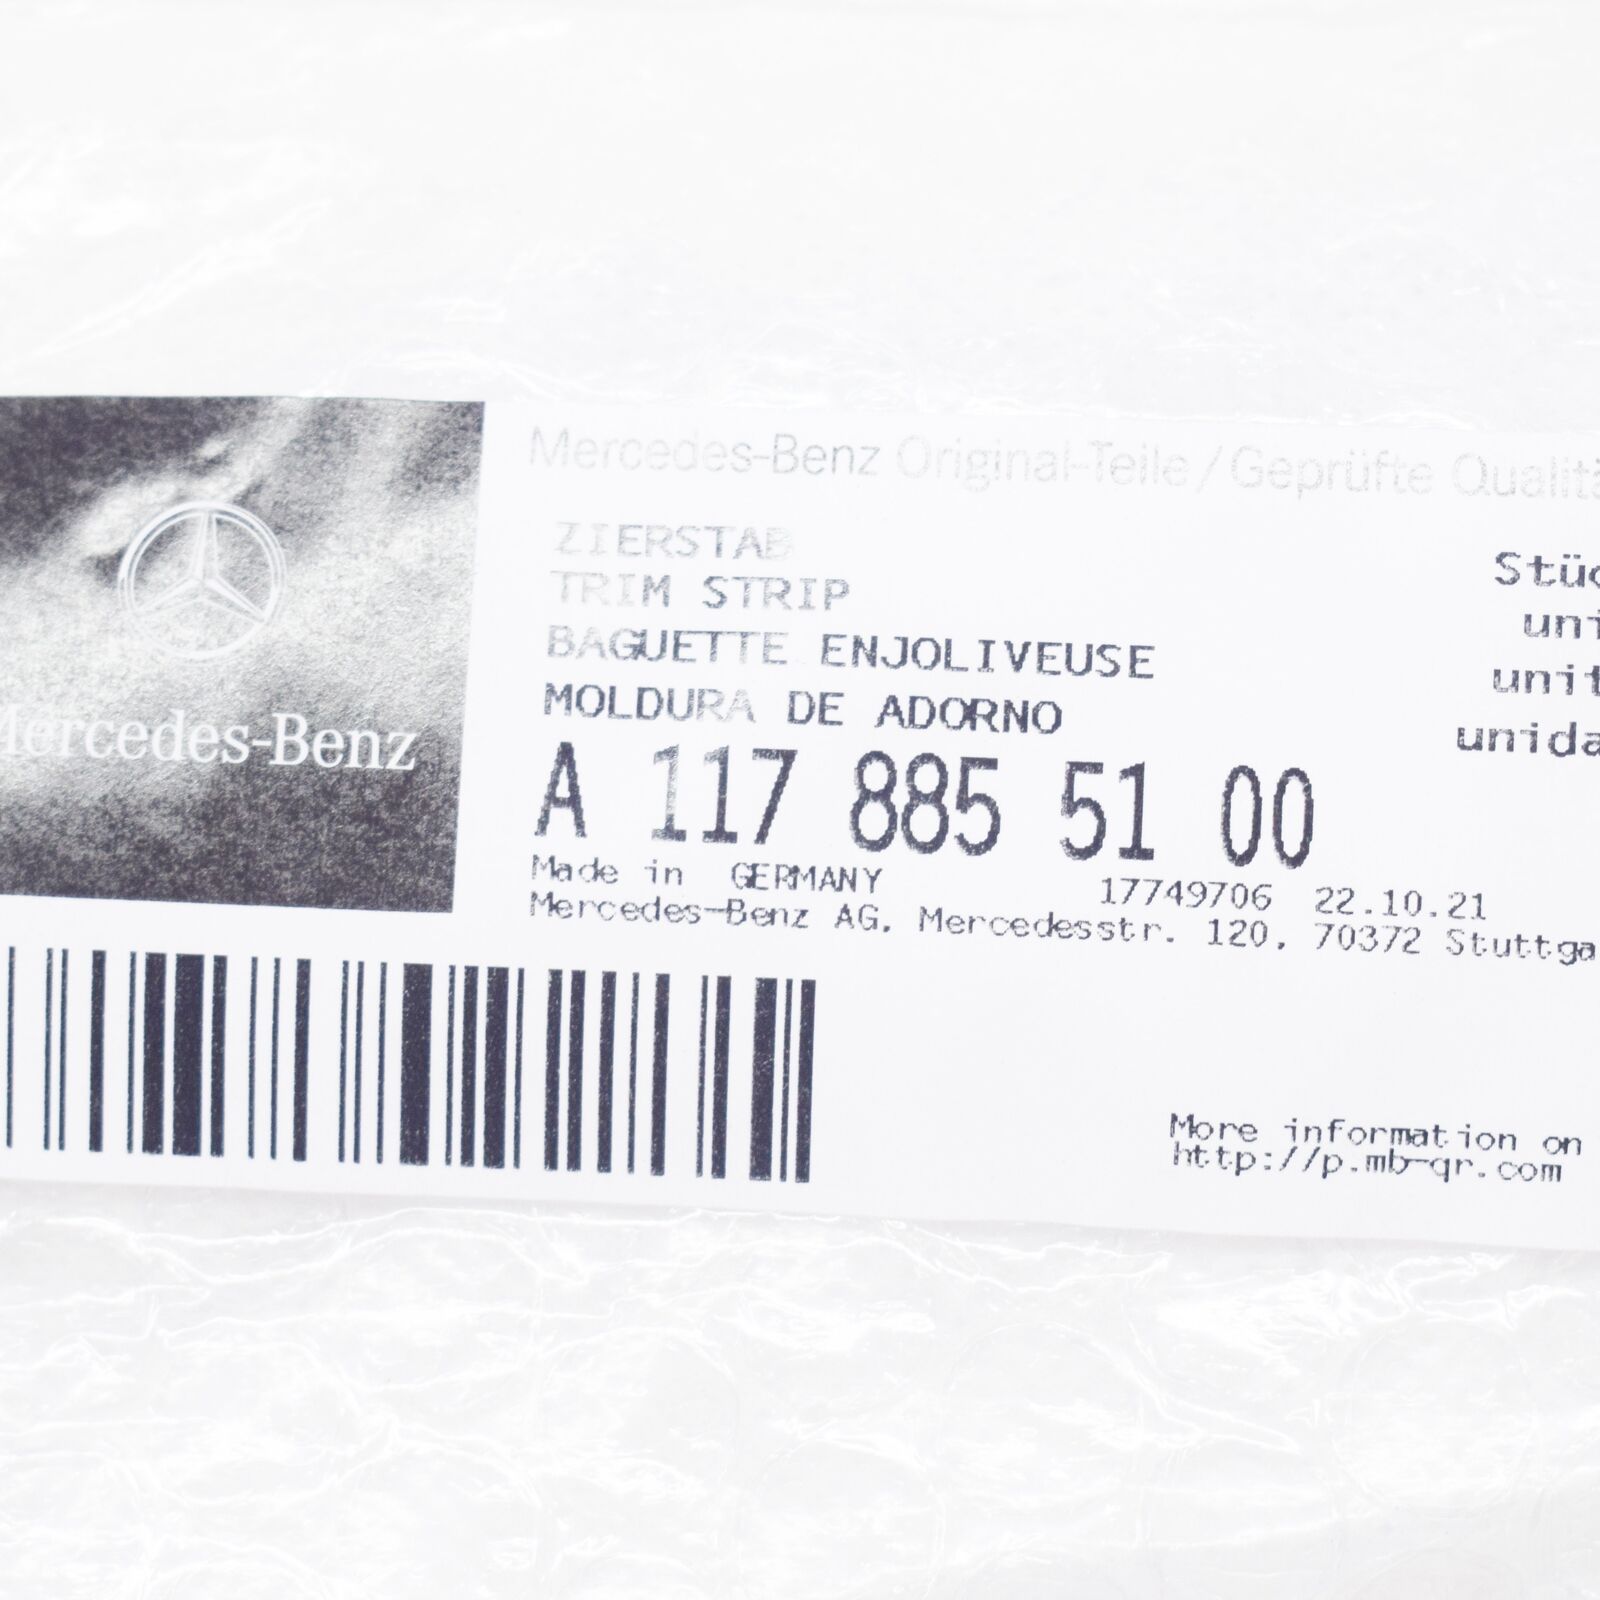 Mercedes-Benz
Mercedes-Benz Original-Teile / Geprüfte
ZIERSTAB
TRIM STRIP
BAGUETTE ENJOLIVEUSE
MOLDURA DE ADORNO
A 117 885 51 00
Made in GERMANY 17749706 22.10.21
Mercedes-Benz AG, Mercedesstr. 120, 70372
More information on
http://p.mb-qr.com